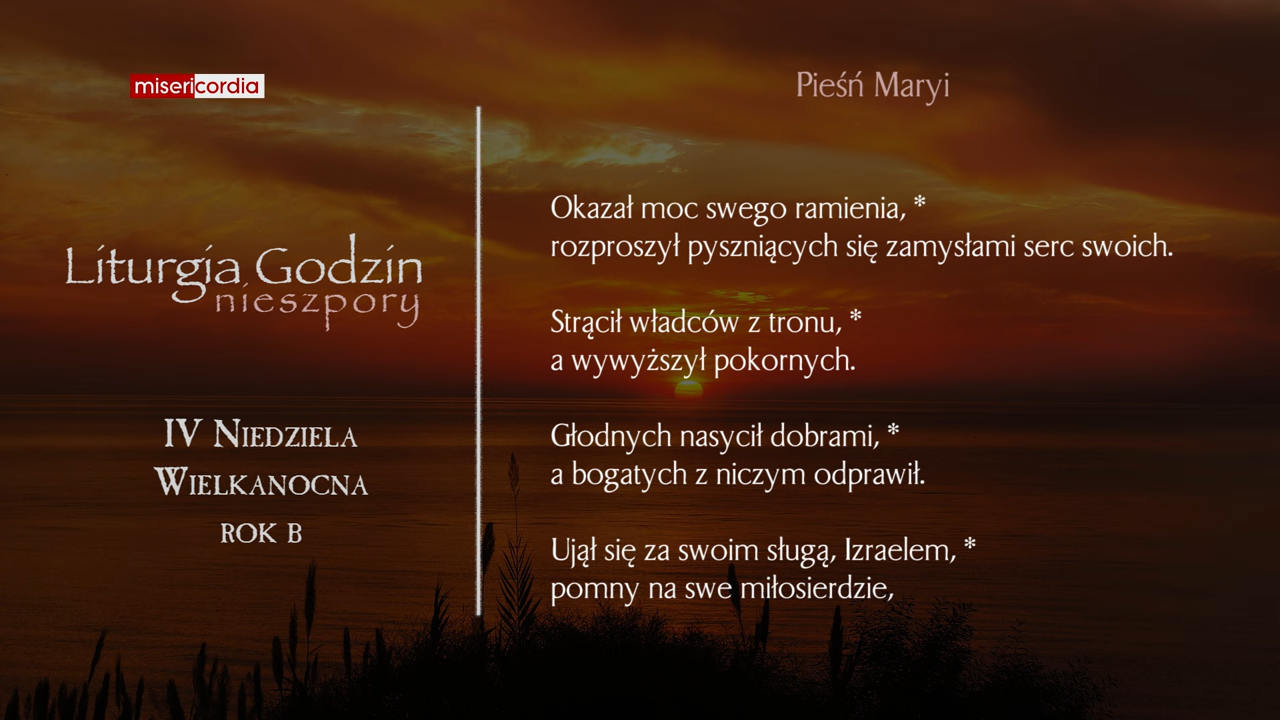 misericordia
Pieśń Maryi
Liturgia Godzin
nieszpory
IV Niedziela
Wielkanocna
rok B
Okazał moc swego ramienia, *
rozproszył pyszniących się zamysłami serc swoich.
Strącił władców z tronu, *
a wywyższył pokornych.
Głodnych nasycił dobrami, *
a bogatych z niczym odprawił.
Ujął się za swoim sługą, Izraelem, *
pomny na swe miłosierdzie,